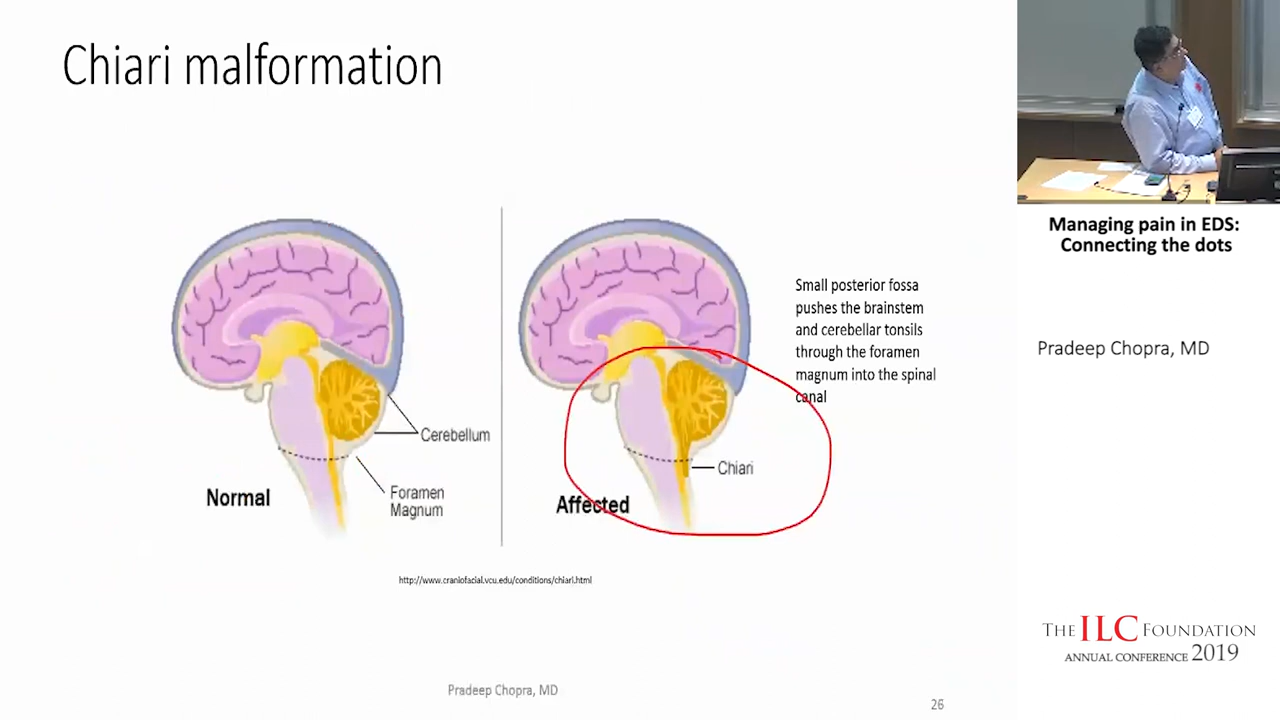 Chiari malformation
Cerebellum
Foramen
Magnum
Normal
Chiari
Affected
Small posterior fossa
pushes the brainstem
and cerebellar tonsils
through the foramen
magnum into the spinal
canal
http://www.craniofacial.vcu.edu/conditions/chiari.html
Pradeep Chopra, MD
26
Managing pain in EDS:
Connecting the dots
Pradeep Chopra, MD
THE ILC FOUNDATION
ANNUAL CONFERENCE 2019